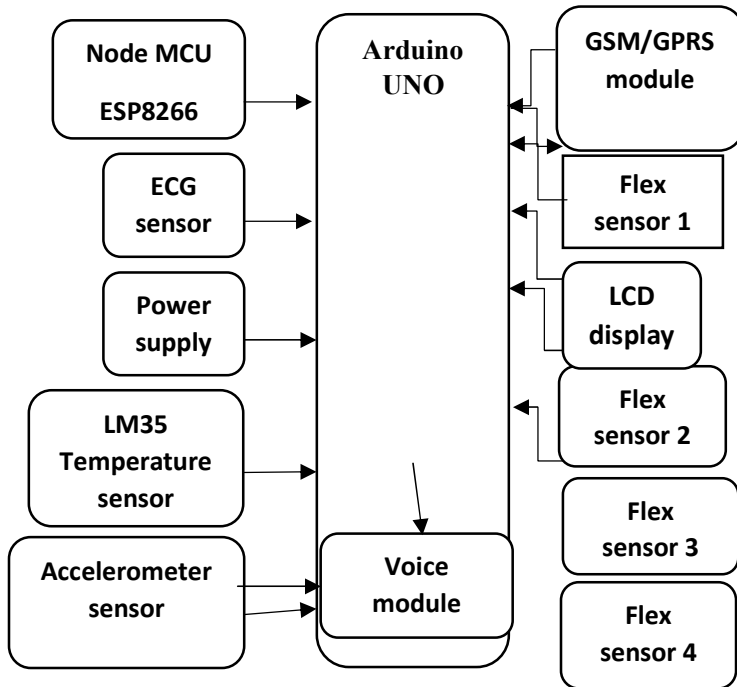 Node MCU
ESP8266
ECG
sensor
Power
supply
LM35
Temperature
sensor
Accelerometer
sensor
Arduino
UNO
Voice
module
GSM/GPRS
module
Flex
sensor 1
LCD
display
Flex
sensor 2
Flex
sensor 3
Flex
sensor 4